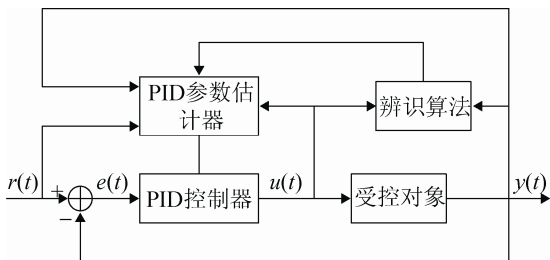 PID参数估
计器
辨识算法
r(t)
+
−
e(t)
PID控制器
u(t)
受控对象
y(t)